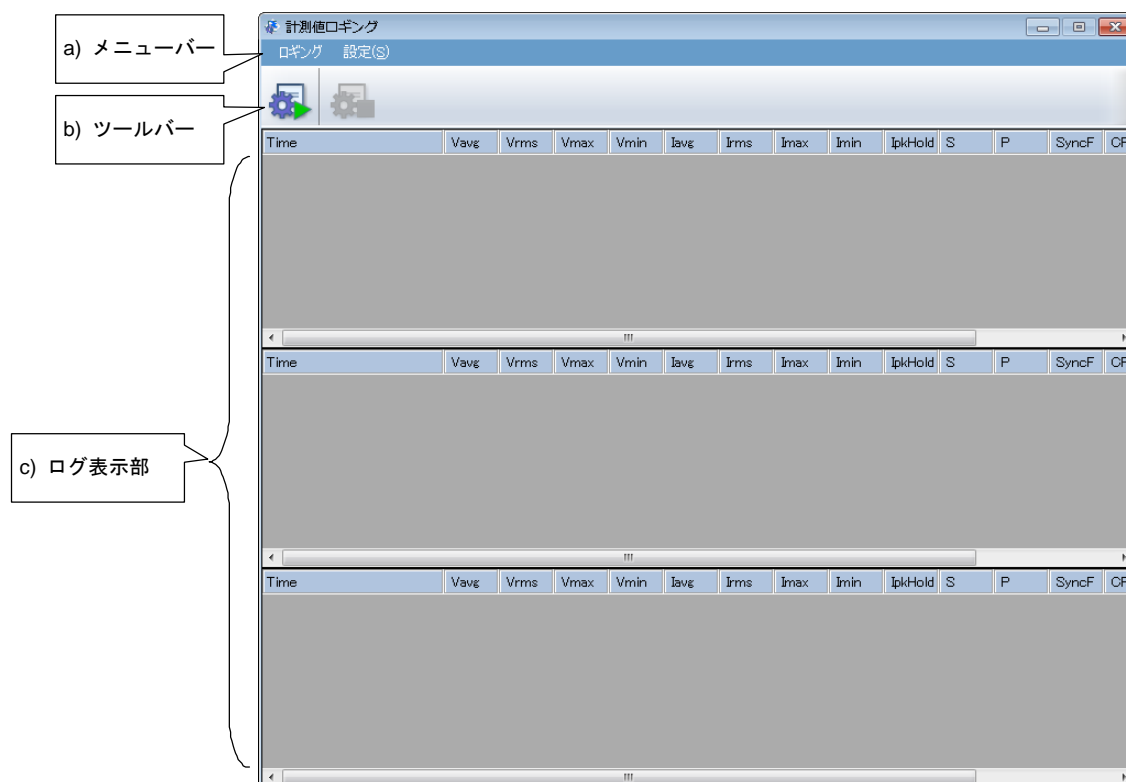 a) メニューバー
b) ツールバー
c) ログ表示部
計測値ロギング
ロギング 設定(S)
Time Vavg Vrms Vmax Vmin Iavg Irms Imax Imin IpkHold S P SyncF CF
Time Vavg Vrms Vmax Vmin Iavg Irms Imax Imin IpkHold S P SyncF CF
Time Vavg Vrms Vmax Vmin Iavg Irms Imax Imin IpkHold S P SyncF CF